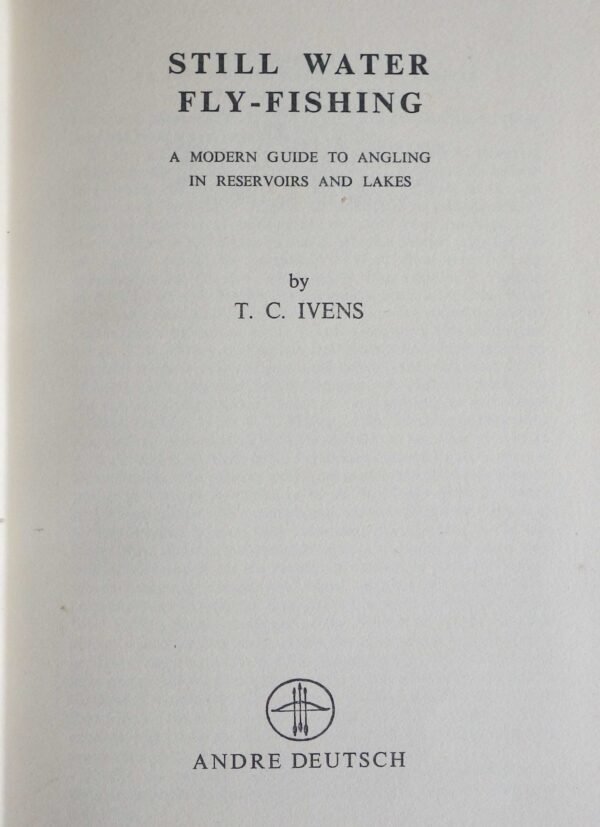 STILL WATER
FLY-FISHING
A MODERN GUIDE TO ANGLING
IN RESERVOIRS AND LAKES
by
T. C. IVENS
ANDRE DEUTSCH